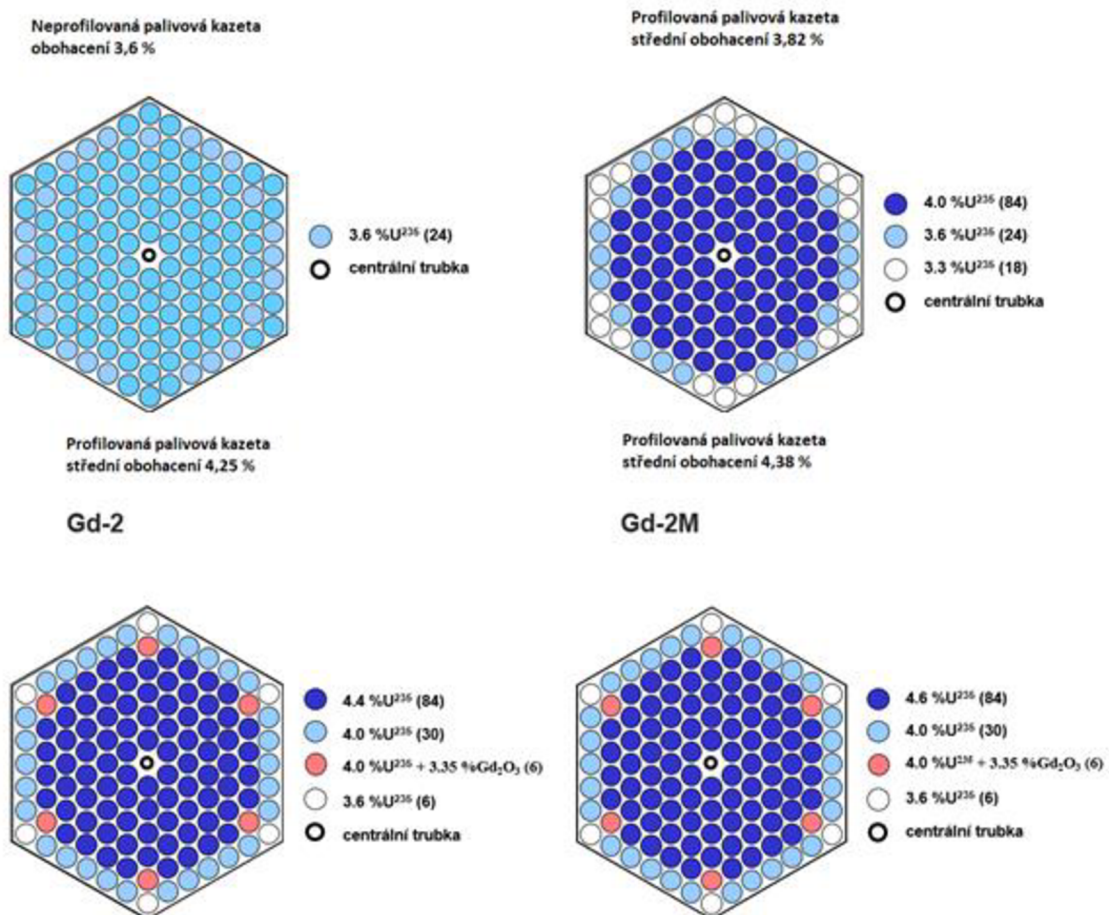 Neprofilovaná palivová kazeta
obohacení 3,6 %
Profilovaná palivová kazeta
střední obohacení 3,82 %
3.6 %U²³⁵ (24)
centrální trubka
4.0 %U²³⁵ (84)
3.6 %U²³⁵ (24)
3.3 %U²³⁵ (18)
centrální trubka
Profilovaná palivová kazeta
střední obohacení 4,25 %
Profilovaná palivová kazeta
střední obohacení 4,38 %
Gd-2
Gd-2M
4.4 %U²³⁵ (84)
4.0 %U²³⁵ (30)
4.0 %U²³⁵ + 3.35 %Gd₂O₃ (6)
3.6 %U²³⁵ (6)
centrální trubka
4.6 %U²³⁵ (84)
4.0 %U²³⁵ (30)
4.0 %U²³⁵ + 3.35 %Gd₂O₃ (6)
3.6 %U²³⁵ (6)
centrální trubka